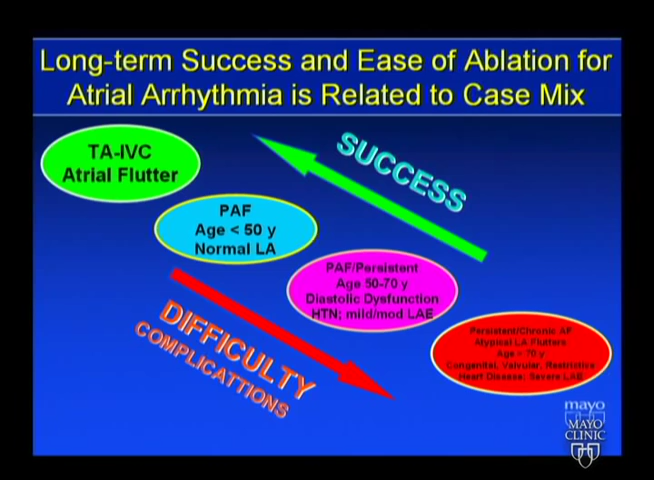 Long-term Success and Ease of Ablation for
Atrial Arrhythmia is Related to Case Mix
TA-IVC
Atrial Flutter
SUCCESS
PAF
Age < 50 y
Normal LA
PAF/Persistent
Age 50-70 y
Diastolic Dysfunction
HTN; mild/mod LAE
DIFFICULTY
COMPLICATIONS
Persistent/Chronic AF
Atypical LA Flutters
Age > 70 y
Congenital, Valvular, Restrictive
Heart Disease; Severe LAE
mayo
MAYO
CLINIC